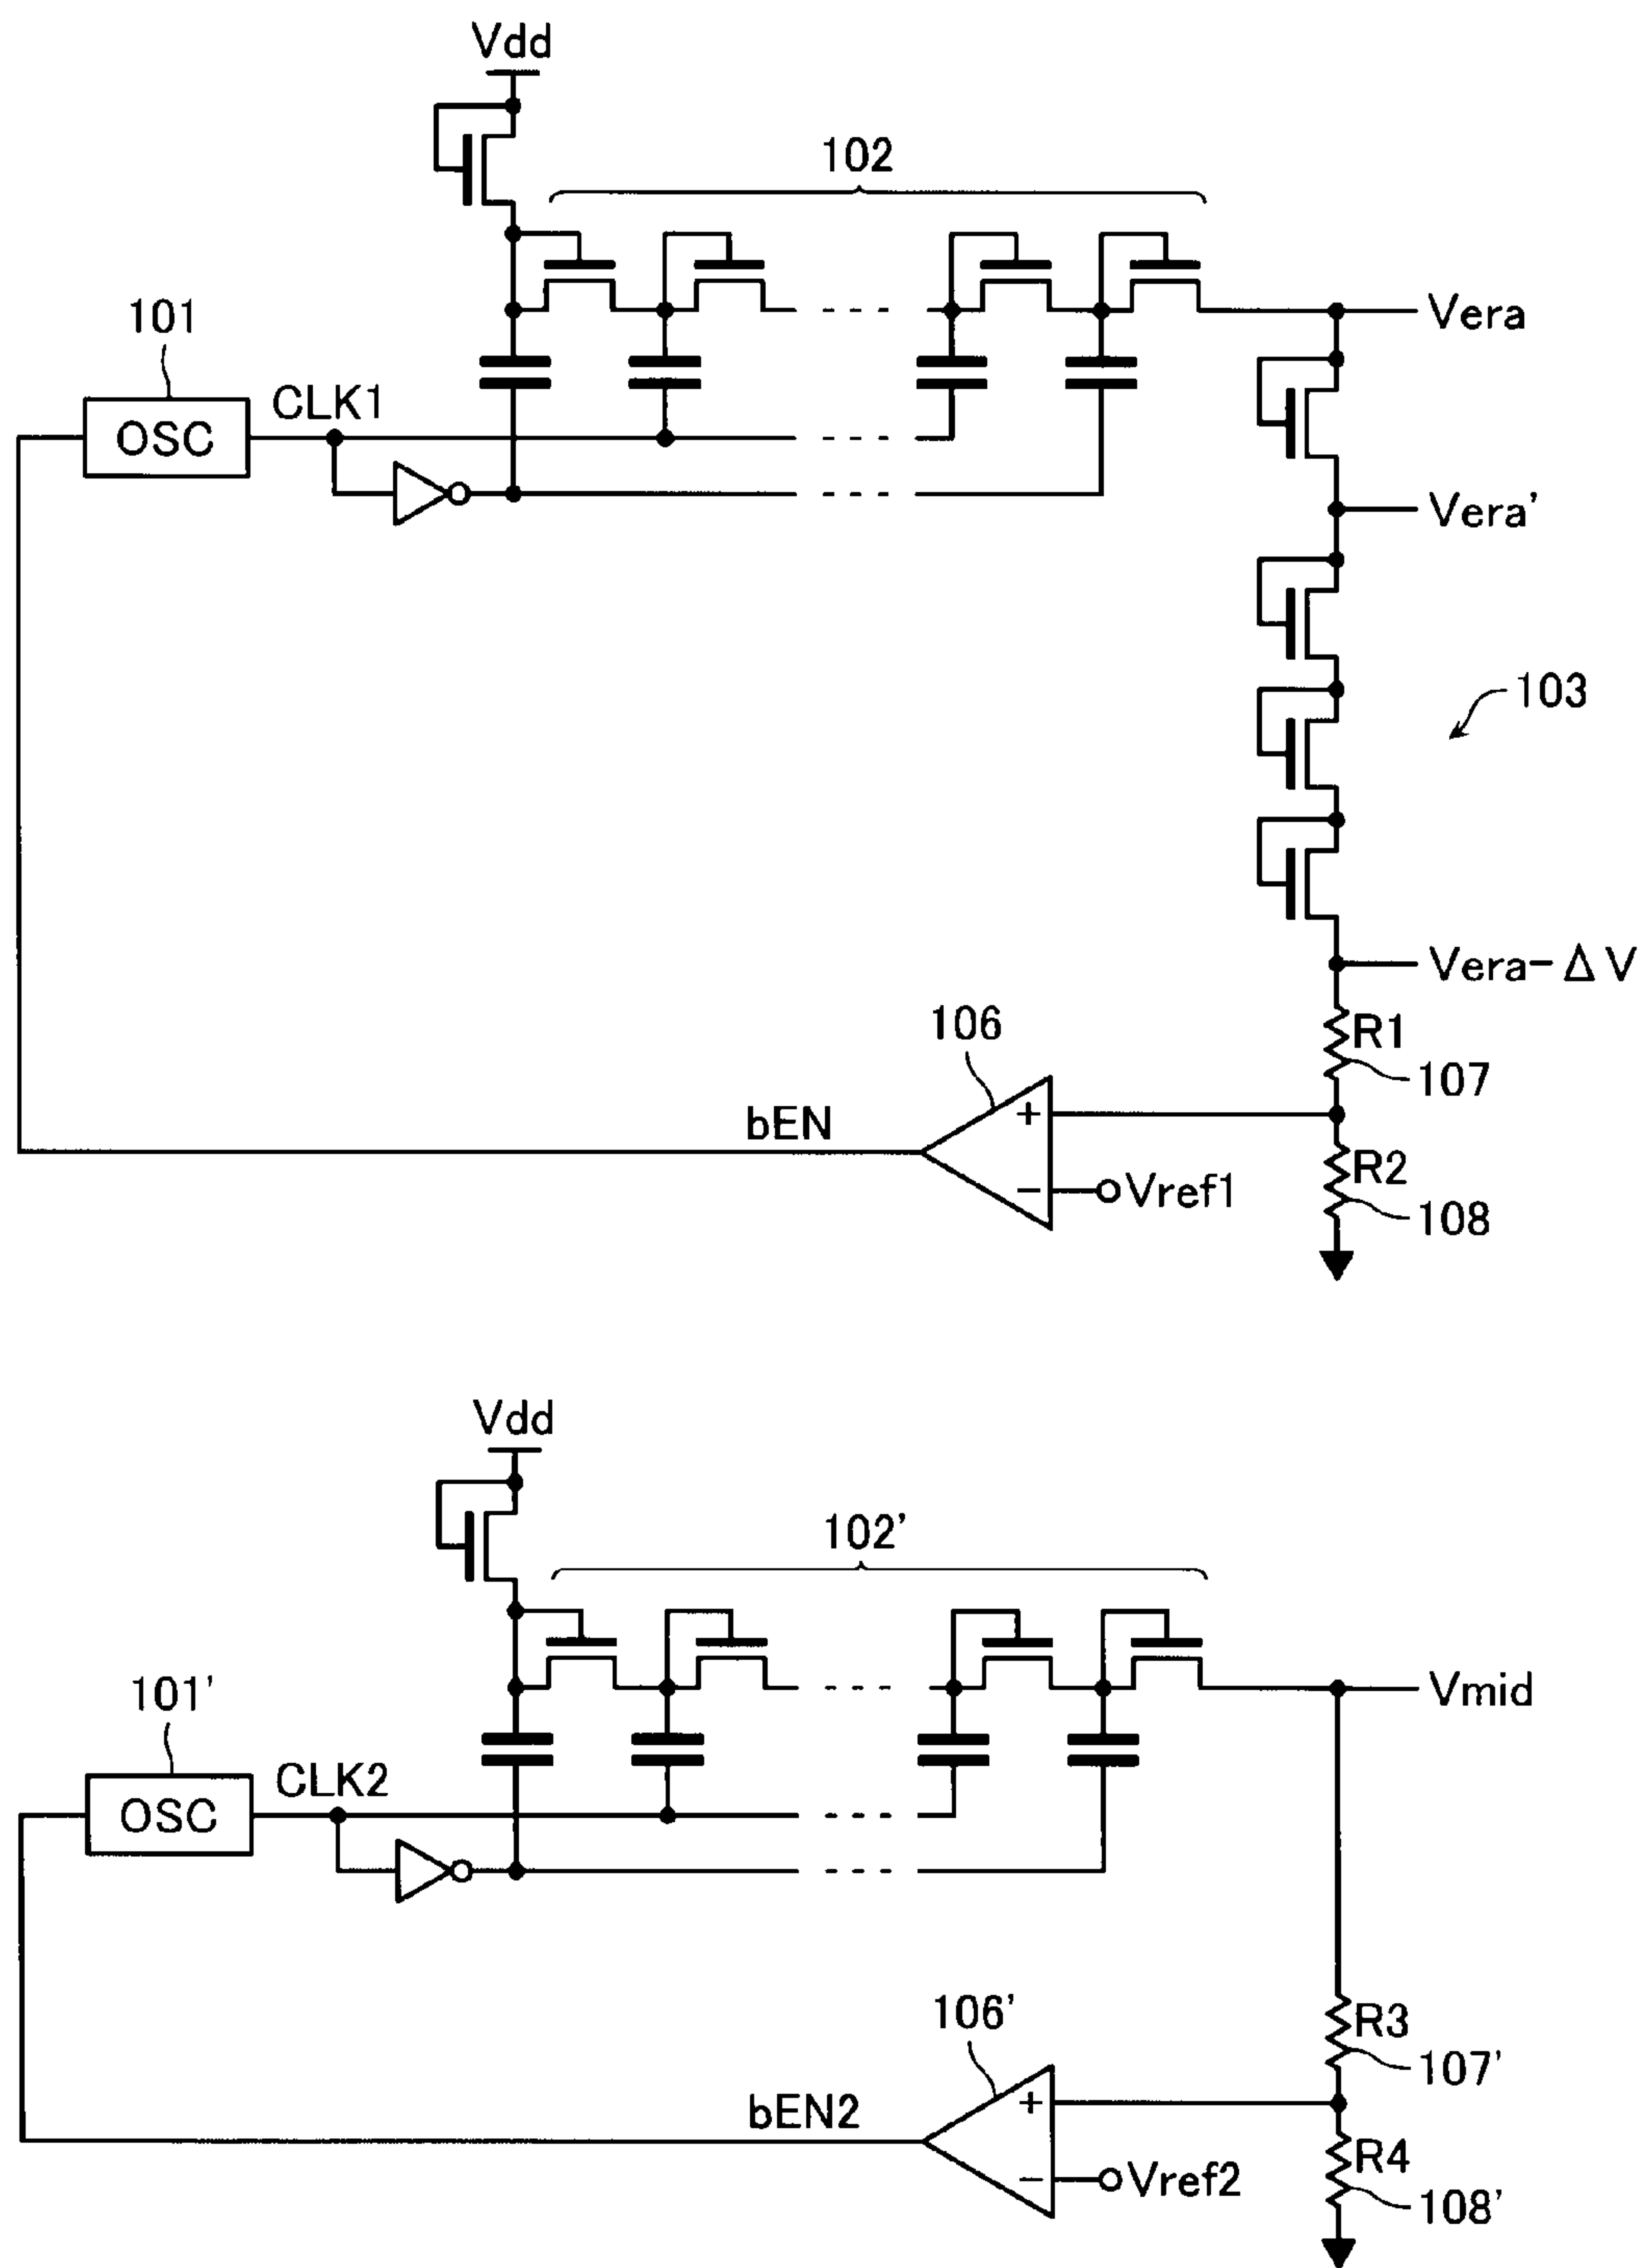 Vdd
102
101
CLK1
OSC
Vera
Vera'
103
Vera-ΔV
106
R1
107
bEN
+
R2
−
Vref1
108
Vdd
102'
101'
CLK2
OSC
Vmid
106'
R3
107'
bEN2
+
R4
−
Vref2
108'